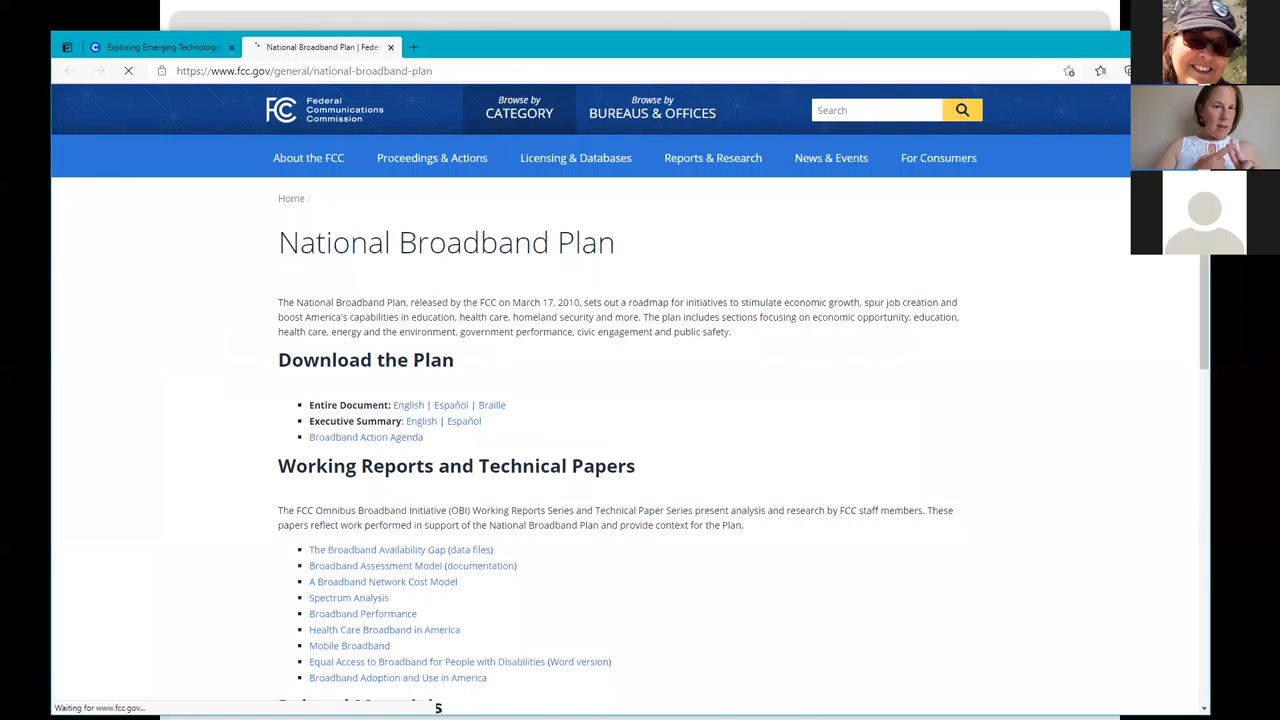 Exploring Emerging Technologie
National Broadband Plan | Fede
https://www.fcc.gov/general/national-broadband-plan
FCC Federal Communications Commission
Browse by
CATEGORY
Browse by
BUREAUS & OFFICES
Search
About the FCC
Proceedings & Actions
Licensing & Databases
Reports & Research
News & Events
For Consumers
Home /
National Broadband Plan
The National Broadband Plan, released by the FCC on March 17, 2010, sets out a roadmap for initiatives to stimulate economic growth, spur job creation and
boost America's capabilities in education, health care, homeland security and more. The plan includes sections focusing on economic opportunity, education,
health care, energy and the environment, government performance, civic engagement and public safety.
Download the Plan
▪ Entire Document: English | Español | Braille
▪ Executive Summary: English | Español
▪ Broadband Action Agenda
Working Reports and Technical Papers
The FCC Omnibus Broadband Initiative (OBI) Working Reports Series and Technical Paper Series present analysis and research by FCC staff members. These
papers reflect work performed in support of the National Broadband Plan and provide context for the Plan.
▪ The Broadband Availability Gap (data files)
▪ Broadband Assessment Model (documentation)
▪ A Broadband Network Cost Model
▪ Spectrum Analysis
▪ Broadband Performance
▪ Health Care Broadband in America
▪ Mobile Broadband
▪ Equal Access to Broadband for People with Disabilities (Word version)
▪ Broadband Adoption and Use in America
Waiting for www.fcc.gov...